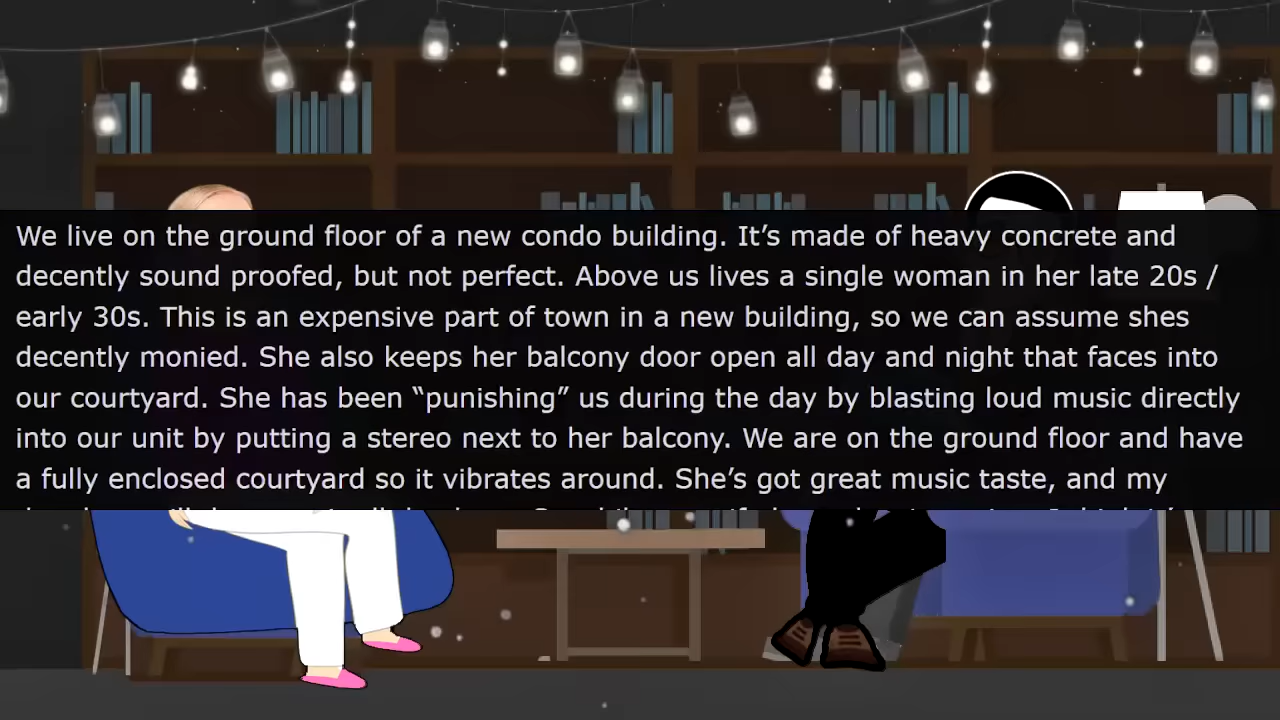 We live on the ground floor of a new condo building. It’s made of heavy concrete and
decently sound proofed, but not perfect. Above us lives a single woman in her late 20s /
early 30s. This is an expensive part of town in a new building, so we can assume shes
decently monied. She also keeps her balcony door open all day and night that faces into
our courtyard. She has been “punishing” us during the day by blasting loud music directly
into our unit by putting a stereo next to her balcony. We are on the ground floor and have
a fully enclosed courtyard so it vibrates around. She’s got great music taste, and my